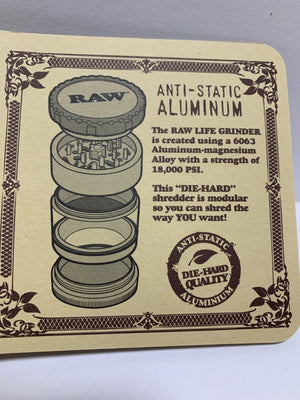 RAW
ANTI-STATIC
ALUMINUM
The RAW LIFE GRINDER
is created using a 6063
Aluminum-magnesium
Alloy with a strength of
18,000 PSI.
This "DIE-HARD"
shredder is modular
so you can shred the
way YOU want!
ANTI-STATIC
DIE-HARD
QUALITY
ALUMINIUM